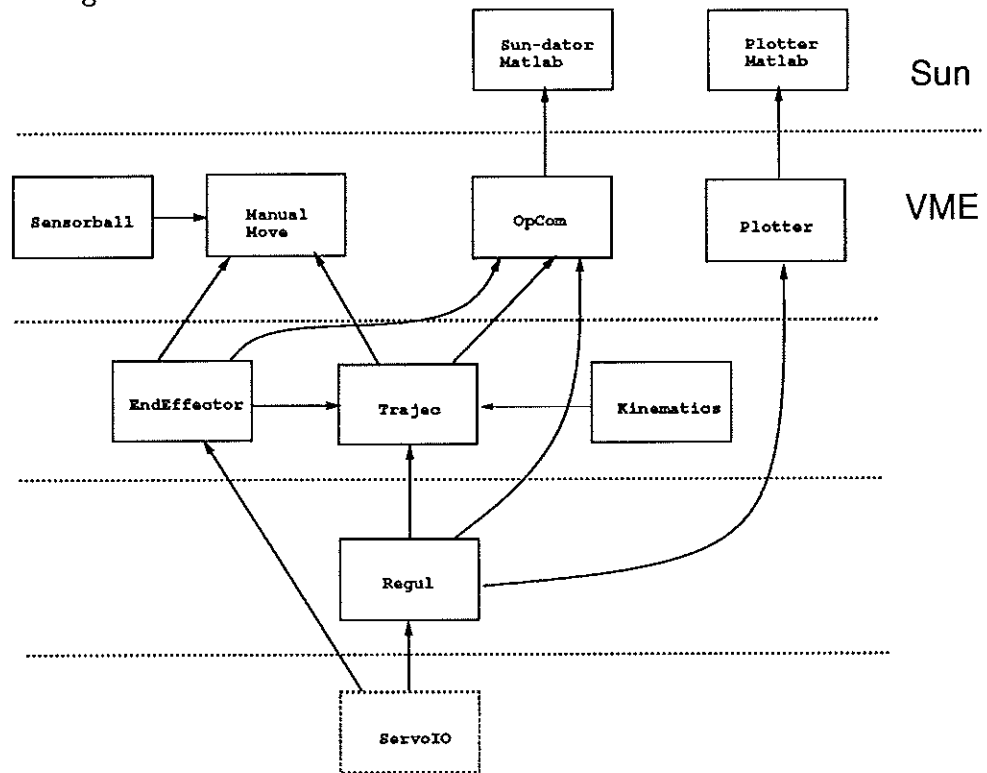 Sun-dator
Matlab
Plotter
Matlab
Sun
Sensorball
Manual
Move
OpCom
Plotter
VME
EndEffector
Trajec
Kinematics
Regul
ServoIO